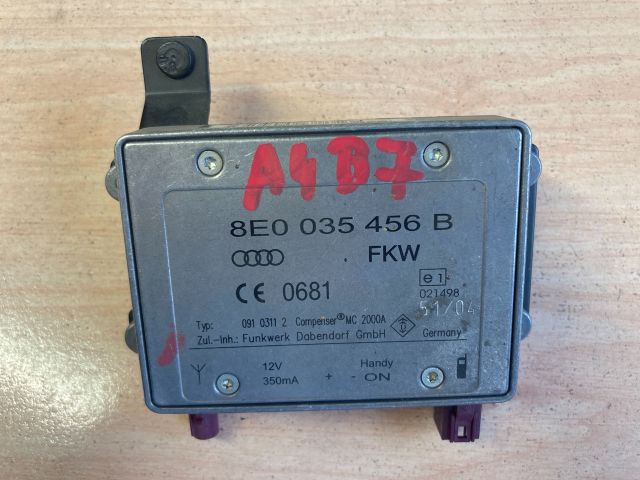 A4 B7
8E0 035 456 B
FKW
e1
CE 0681
021498
51/04
Typ: 091 0311 2 Compenser® MC 2000A
Zul.-Inh.: Funkwerk Dabendorf GmbH Germany
12V Handy
350mA + - ON